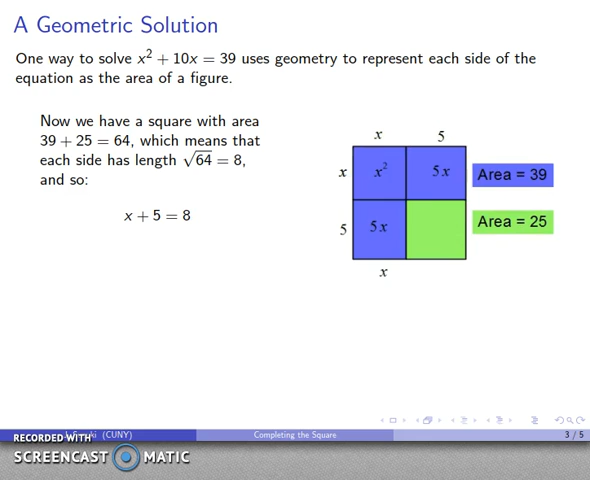 A Geometric Solution
One way to solve x² + 10x = 39 uses geometry to represent each side of the
equation as the area of a figure.
Now we have a square with area
39 + 25 = 64, which means that
each side has length √64 = 8,
and so:
x + 5 = 8
x 5
x x² 5x Area = 39
5 5x Area = 25
x
(CUNY) Completing the Square 3 / 5
RECORDED WITH
SCREENCAST MATIC